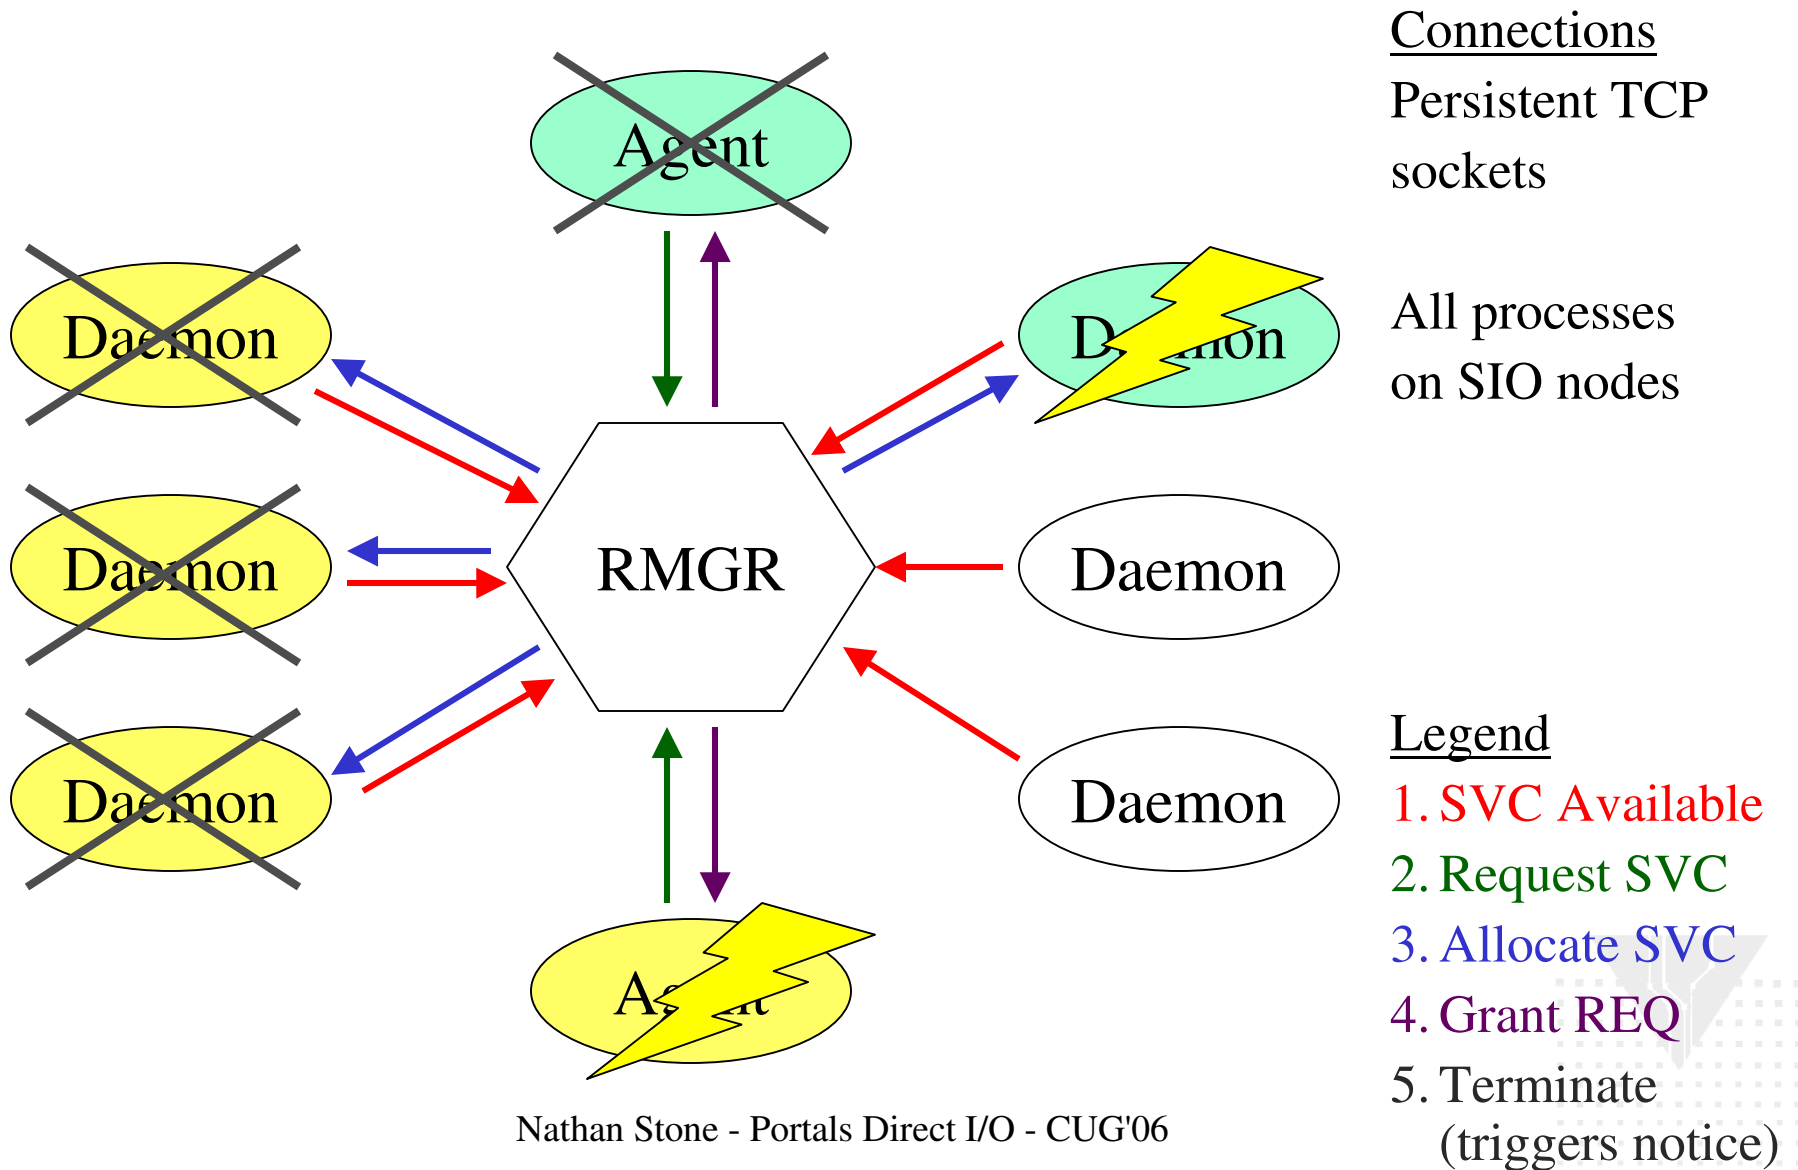 Connections
Persistent TCP
sockets
All processes
on SIO nodes
Agent
Daemon
Daemon
Daemon
RMGR
D mon
Daemon
Daemon
A t
Legend
1. SVC Available
2. Request SVC
3. Allocate SVC
4. Grant REQ
5. Terminate
(triggers notice)
Nathan Stone - Portals Direct I/O - CUG'06